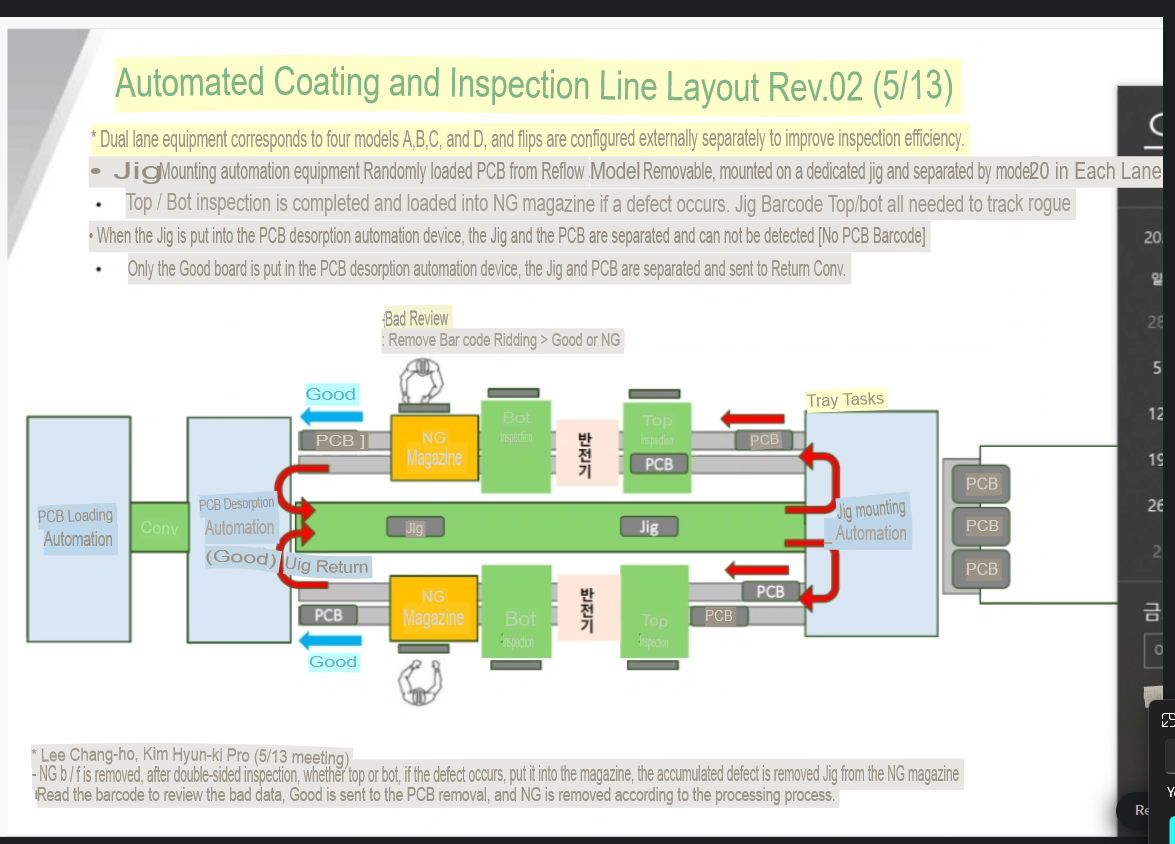 Automated Coating and Inspection Line Layout Rev.02 (5/13)
* Dual lane equipment corresponds to four models A,B,C, and D, and flips are configured externally separately to improve inspection efficiency.
• Jig Mounting automation equipment Randomly loaded PCB from Reflow Model Removable, mounted on a dedicated jig and separated by mode20 in Each Lane
• Top / Bot inspection is completed and loaded into NG magazine if a defect occurs. Jig Barcode Top/bot all needed to track rogue
• When the Jig is put into the PCB desorption automation device, the Jig and the PCB are separated and can not be detected [No PCB Barcode]
• Only the Good board is put in the PCB desorption automation device, the Jig and PCB are separated and sent to Return Conv.
-Bad Review
: Remove Bar code Ridding > Good or NG
Good
Tray Tasks
PCB ]
NG
Magazine
Bot
Inspection
반전기
Top
Inspection
PCB
PCB
PCB Loading
Automation
Conv
PCB Desorption
Automation
(Good)
Uig Return
JIg
Jig
Jig mounting
_ Automation
PCB
PCB
PCB
PCB
NG
Magazine
Bot
Inspection
반전기
Top
Inspection
PCB
PCB
Good
* Lee Chang-ho, Kim Hyun-ki Pro (5/13 meeting)
- NG b / f is removed, after double-sided inspection, whether top or bot, if the defect occurs, put it into the magazine, the accumulated defect is removed Jig from the NG magazine
Read the barcode to review the bad data, Good is sent to the PCB removal, and NG is removed according to the processing process.
20
일
28
5
12
19
26
2
금
Re